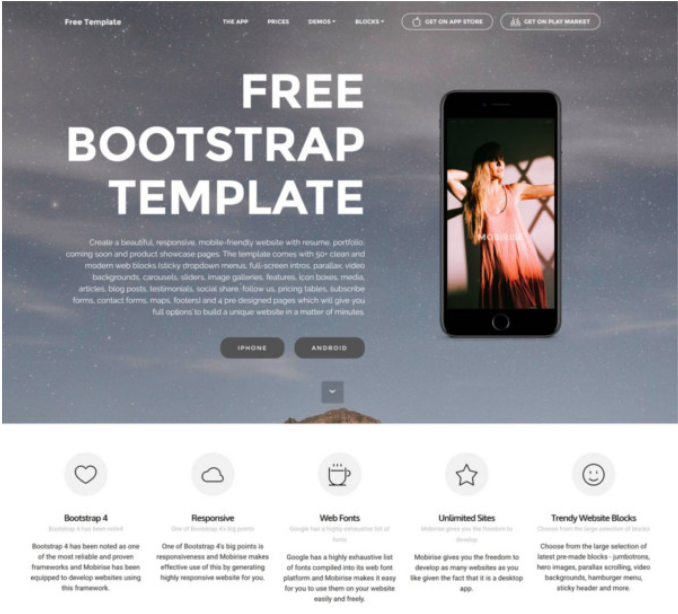 Free Template
THE APP PRICES DEMOS BLOCKS GET ON APP STORE GET ON PLAY MARKET
FREE
BOOTSTRAP
TEMPLATE
Create a beautiful, responsive, mobile-friendly website with resume, portfolio,
coming soon and product showcase pages. The template comes with 50+ clean and
modern web blocks (sticky dropdown menus, full-screen intros, parallax, video
backgrounds, carousels, sliders, image galleries, features, icon boxes, media,
articles, blog posts, testimonials, social share, follow us, pricing tables, subscribe
forms, contact forms, maps, footers) and 4 pre designed pages which will give you
full options to build a unique website in a matter of minutes.
MOBIRISE
IPHONE ANDROID
Bootstrap 4
Bootstrap 4 has been noted
Bootstrap 4 has been noted as one
of the most reliable and proven
frameworks and Mobirise has been
equipped to develop websites using
this framework.
Responsive
One of Bootstrap 4's big points
One of Bootstrap 4's big points is
responsiveness and Mobirise makes
effective use of this by generating
highly responsive website for you.
Web Fonts
Google has a highly exhaustive list of
fonts
Google has a highly exhaustive list
of fonts compiled into its web font
platform and Mobirise makes it easy
for you to use them on your website
easily and freely.
Unlimited Sites
Mobirise gives you the freedom to
develop
Mobirise gives you the freedom to
develop as many websites as you
like given the fact that it is a desktop
app.
Trendy Website Blocks
Choose from the large selection of blocks
Choose from the large selection of
latest pre-made blocks - jumbotrons,
hero images, parallax scrolling, video
backgrounds, hamburger menu,
sticky header and more.